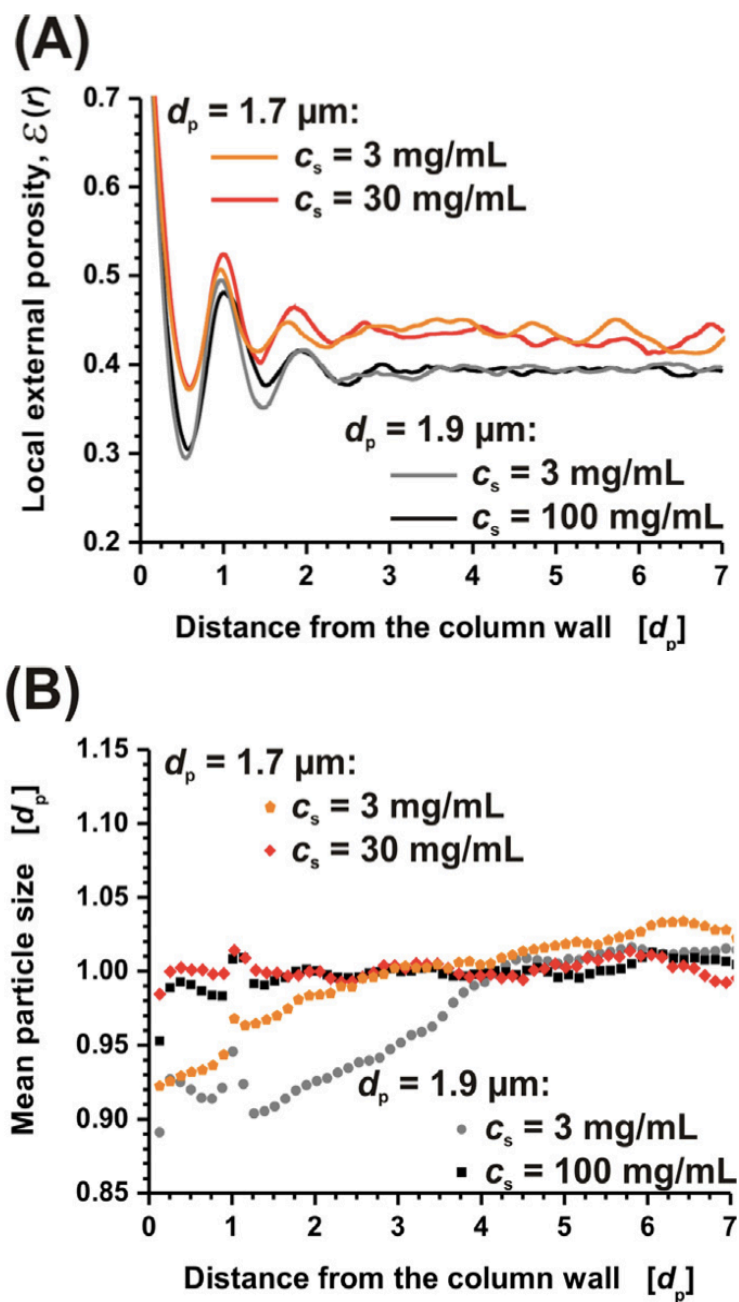 (A)
0.7
0.6
0.5
0.4
0.3
0.2
Local external porosity, ε(r)
d_p = 1.7 μm:
c_s = 3 mg/mL
c_s = 30 mg/mL
d_p = 1.9 μm:
c_s = 3 mg/mL
c_s = 100 mg/mL
0 1 2 3 4 5 6 7
Distance from the column wall [d_p]
(B)
1.15
1.10
1.05
1.00
0.95
0.90
0.85
Mean particle size [d_p]
d_p = 1.7 μm:
c_s = 3 mg/mL
c_s = 30 mg/mL
d_p = 1.9 μm:
c_s = 3 mg/mL
c_s = 100 mg/mL
0 1 2 3 4 5 6 7
Distance from the column wall [d_p]